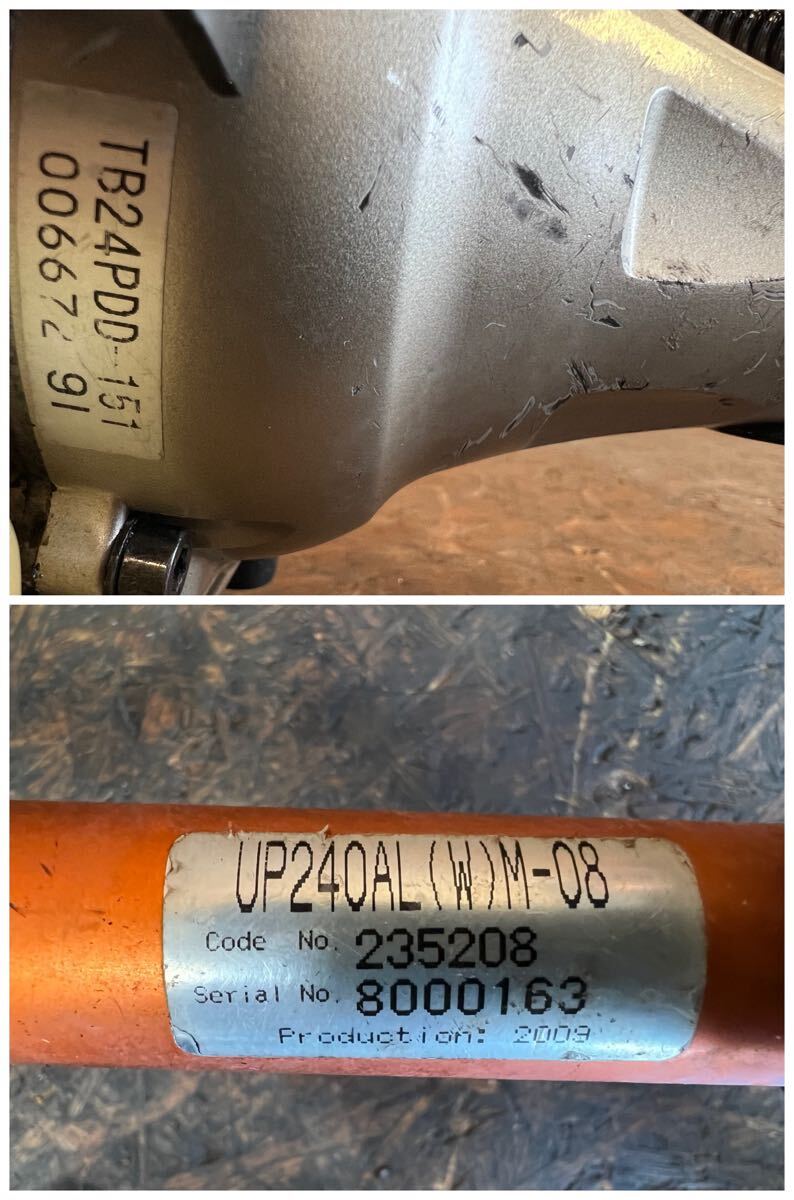 TB24PDD-151
006672 91
UP240AL(W)M-08
Code No. 235208
Serial No. 8000163
Production: 2009